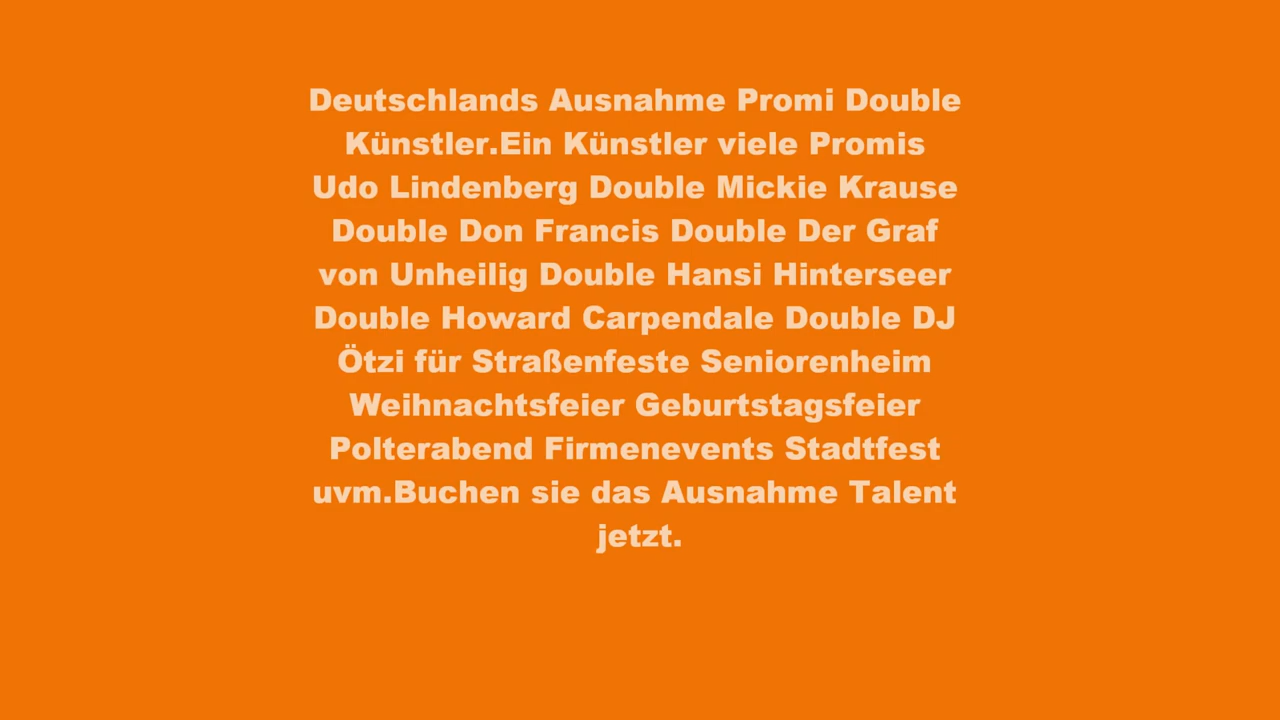 Deutschlands Ausnahme Promi Double
Künstler.Ein Künstler viele Promis
Udo Lindenberg Double Mickie Krause
Double Don Francis Double Der Graf
von Unheilig Double Hansi Hinterseer
Double Howard Carpendale Double DJ
Ötzi für Straßenfeste Seniorenheim
Weihnachtsfeier Geburtstagsfeier
Polterabend Firmenevents Stadtfest
uvm.Buchen sie das Ausnahme Talent
jetzt.